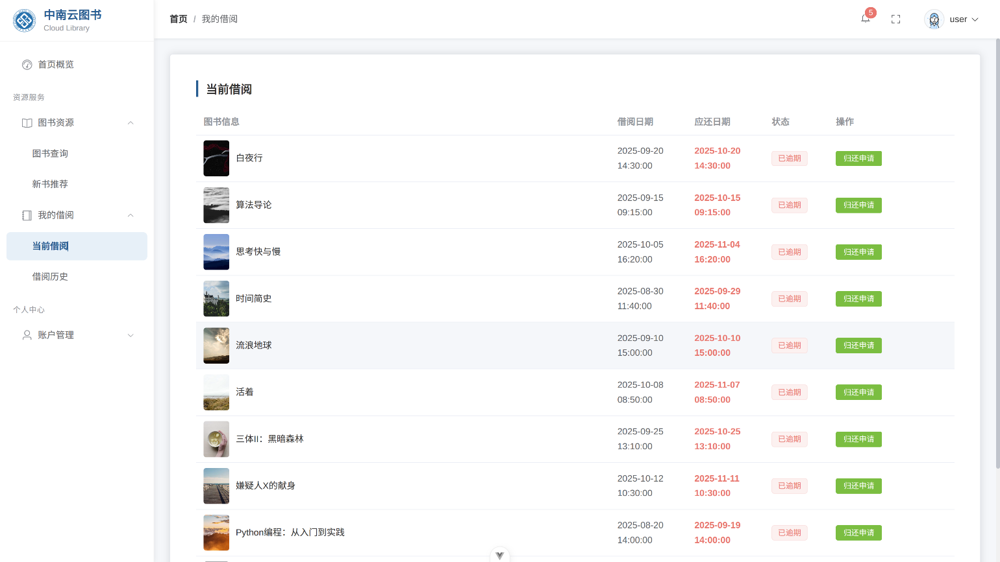 中南云图书
Cloud Library
首页 / 我的借阅
5
user
首页概览
资源服务
图书资源
图书查询
新书推荐
我的借阅
当前借阅
借阅历史
个人中心
账户管理
当前借阅
图书信息 借阅日期 应还日期 状态 操作
白夜行 2025-09-20 14:30:00 2025-10-20 14:30:00 已逾期 归还申请
算法导论 2025-09-15 09:15:00 2025-10-15 09:15:00 已逾期 归还申请
思考快与慢 2025-10-05 16:20:00 2025-11-04 16:20:00 已逾期 归还申请
时间简史 2025-08-30 11:40:00 2025-09-29 11:40:00 已逾期 归还申请
流浪地球 2025-09-10 15:00:00 2025-10-10 15:00:00 已逾期 归还申请
活着 2025-10-08 08:50:00 2025-11-07 08:50:00 已逾期 归还申请
三体II：黑暗森林 2025-09-25 13:10:00 2025-10-25 13:10:00 已逾期 归还申请
嫌疑人X的献身 2025-10-12 10:30:00 2025-11-11 10:30:00 已逾期 归还申请
Python编程：从入门到实践 2025-08-20 14:00:00 2025-09-19 14:00:00 已逾期 归还申请